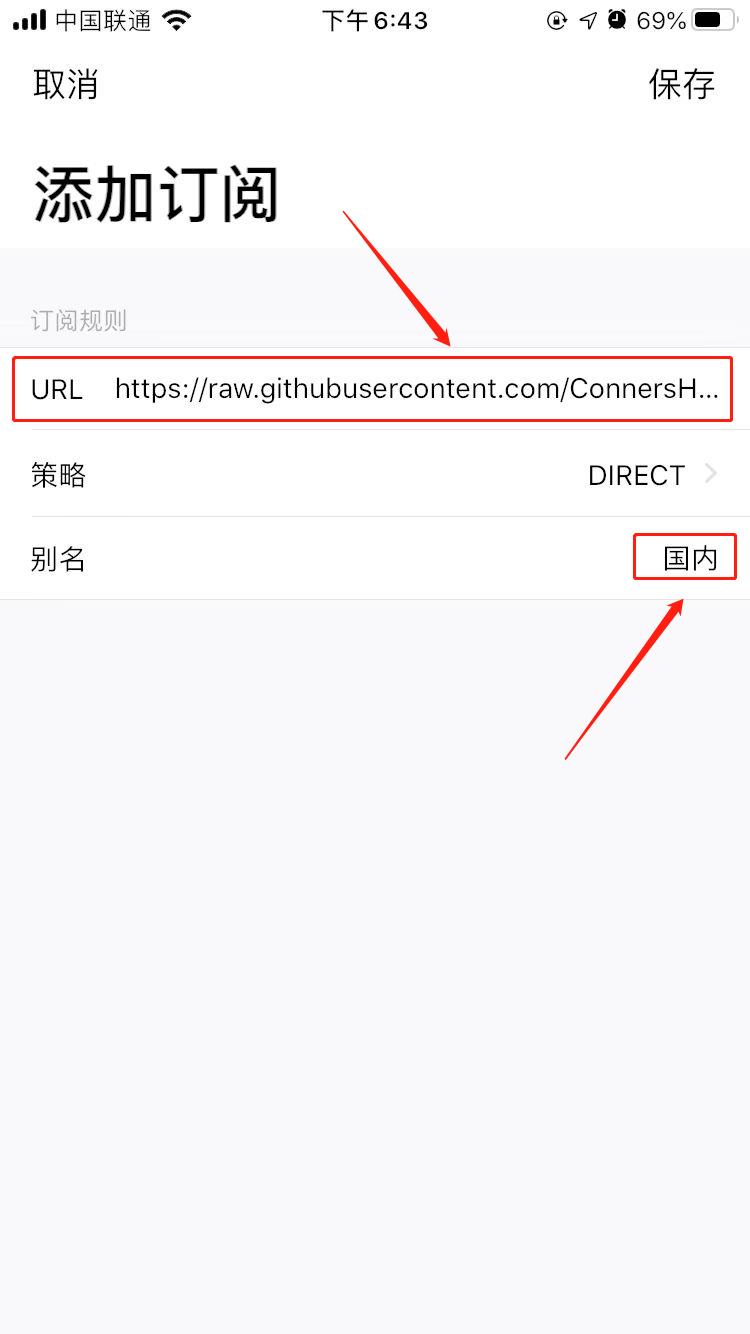 中国联通 下午6:43 69%
取消 保存
添加订阅
订阅规则
URL https://raw.githubusercontent.com/ConnersH...
策略 DIRECT
别名 国内